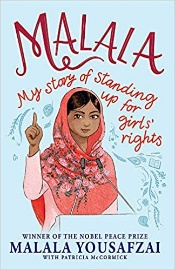 MALALA
My story of standing
up for girls'
rights
WINNER OF THE NOBEL PEACE PRIZE
MALALA YOUSAFZAI
WITH PATRICIA McCORMICK